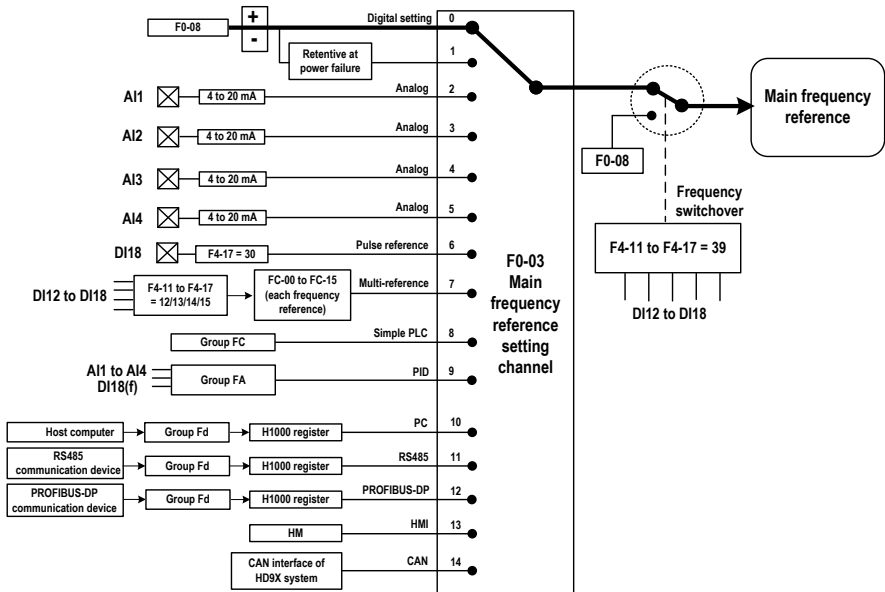 F0-08
+
-
Digital setting
0
Retentive at
power failure
1
AI1
4 to 20 mA
Analog
2
AI2
4 to 20 mA
Analog
3
AI3
4 to 20 mA
Analog
4
AI4
4 to 20 mA
Analog
5
DI18
F4-17 = 30
Pulse reference
6
DI12 to DI18
F4-11 to F4-17
= 12/13/14/15
FC-00 to FC-15
(each frequency
reference)
Multi-reference
7
Group FC
Simple PLC
8
AI1 to AI4
DI18(f)
Group FA
PID
9
Host computer
Group Fd
H1000 register
PC
10
RS485
communication device
Group Fd
H1000 register
RS485
11
PROFIBUS-DP
communication device
Group Fd
H1000 register
PROFIBUS-DP
12
HM
HMI
13
CAN interface of
HD9X system
CAN
14
F0-03
Main
frequency
reference
setting
channel
F0-08
Main frequency
reference
Frequency
switchover
F4-11 to F4-17 = 39
DI12 to DI18